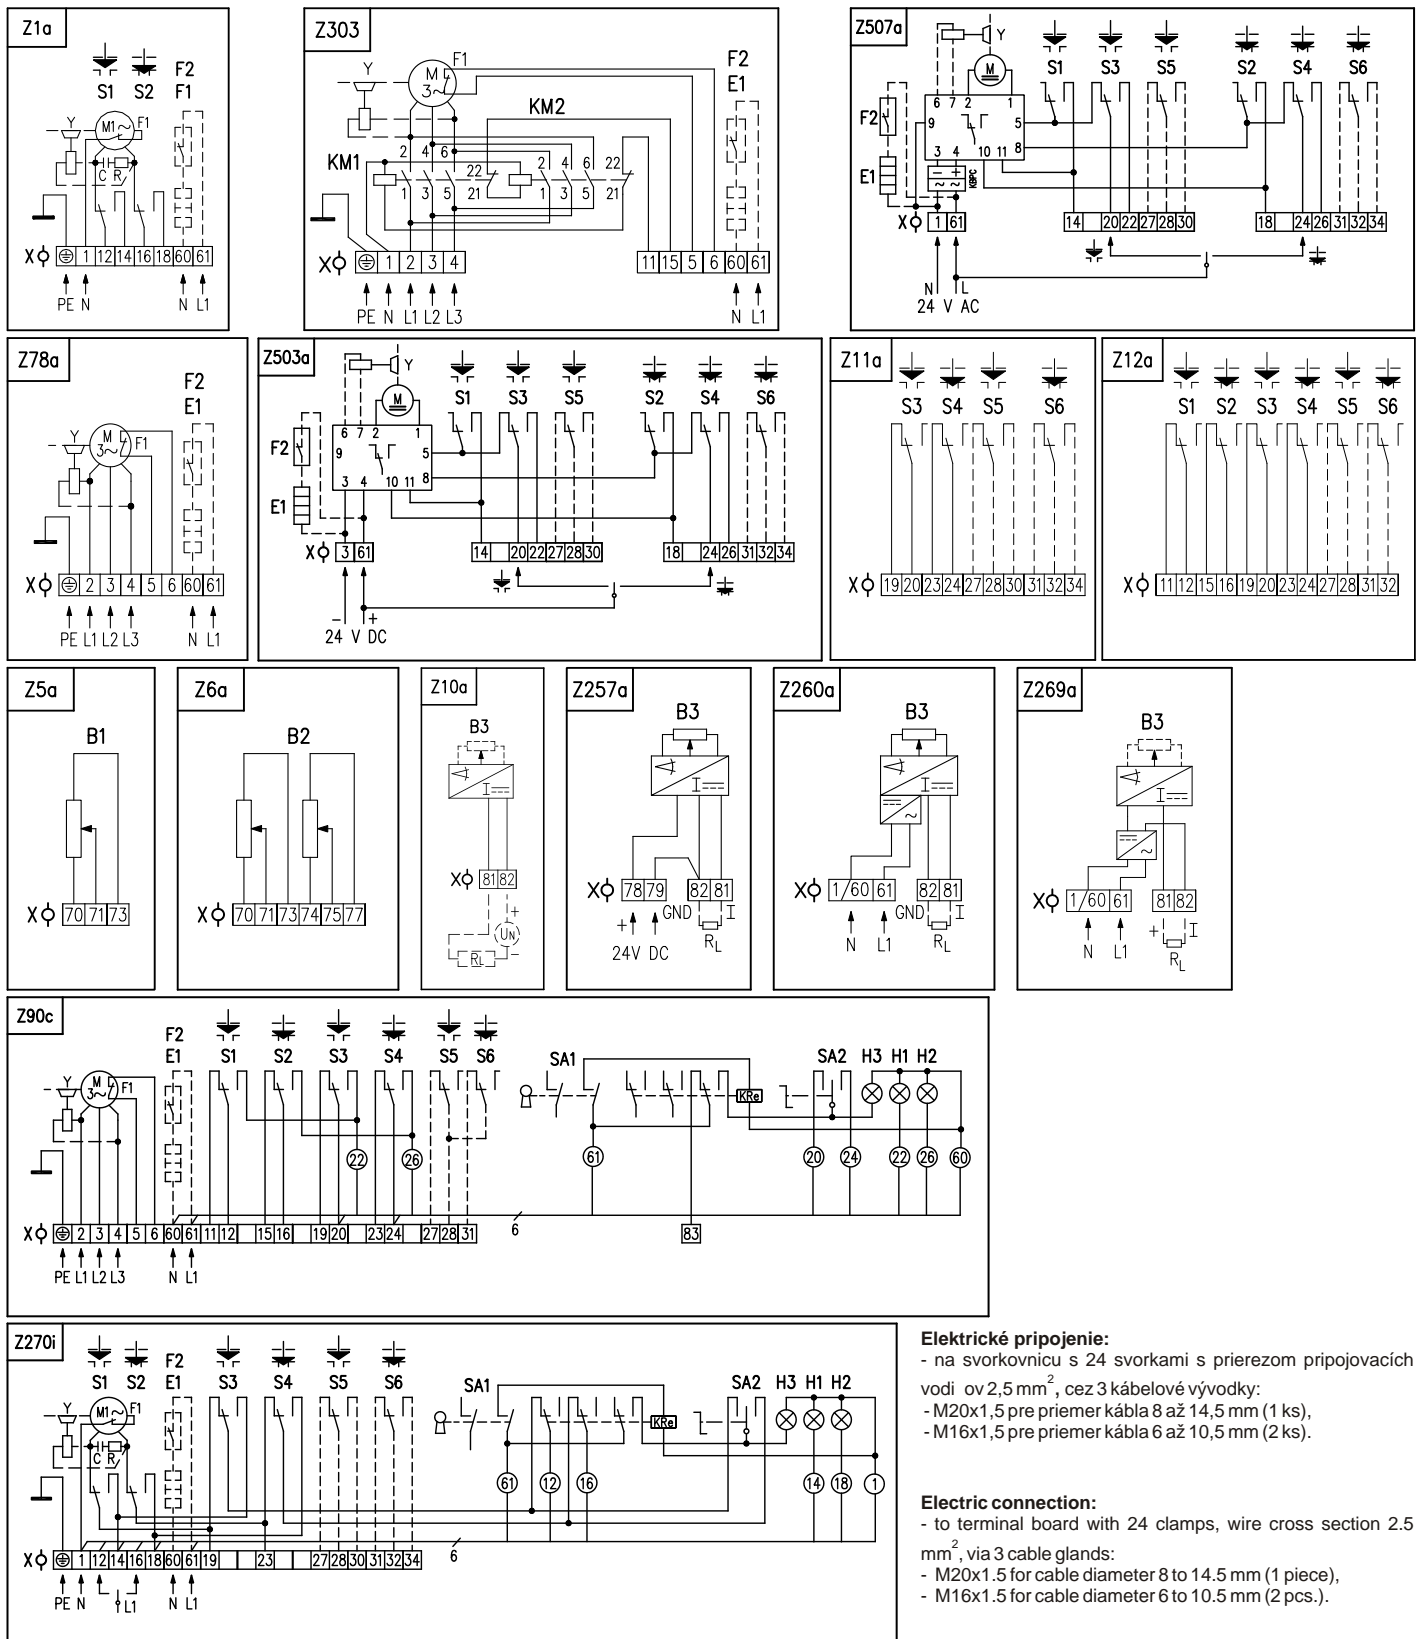 Z1a
S1 S2 F2
F1
Y M1~ F1
C R
X 1 12 14 16 18 60 61
PE N N L1
Z303
Y M 3~ F1
F2
E1
KM2
KM1
2 4 6 22 2 4 6 22
1 3 5 21 1 3 5 21
X 1 2 3 4 11 15 5 6 60 61
PE N L1 L2 L3 N L1
Z507a
Y
M
S1 S3 S5 S2 S4 S6
F2
6 7 2 1
9 5
8
3 4 10 11
E1
- +
~ ~
KBPC
X 1 61 14 20 22 27 28 30 18 24 26 31 32 34
N L
24 V AC
Z78a
F2
E1
Y M 3~ F1
X 2 3 4 5 6 60 61
PE L1 L2 L3 N L1
Z503a
Y
M
S1 S3 S5 S2 S4 S6
F2
6 7 2 1
9 5
8
3 4 10 11
E1
X 3 61 14 20 22 27 28 30 18 24 26 31 32 34
- +
24 V DC
Z11a
S3 S4 S5 S6
X 19 20 23 24 27 28 30 31 32 34
Z12a
S1 S2 S3 S4 S5 S6
X 11 12 15 16 19 20 23 24 27 28 31 32
Z5a
B1
X 70 71 73
Z6a
B2
X 70 71 73 74 75 77
Z10a
B3
I
X 81 82
+
UN
-
RL
Z257a
B3
I
X 78 79 82 81
GND I
+
24V DC RL
Z260a
B3
I
~
X 1/60 61 82 81
GND I
N L1 RL
Z269a
B3
I
~
X 1/60 61 81 82
+ I
N L1 RL
Z90c
F2
E1 S1 S2 S3 S4 S5 S6 SA1 SA2 H3 H1 H2
Y M 3~ F1
KRe
22 26 61 20 24 22 26 60
X 2 3 4 5 6 60 61 11 12 15 16 19 20 23 24 27 28 31 6 83
PE L1 L2 L3 N L1
Z270i
S1 S2 F2
E1 S3 S4 S5 S6 SA1 SA2 H3 H1 H2
Y M1~ F1
C R
KRe
61 12 16 14 18 1
X 1 12 14 16 18 60 61 19 23 27 28 30 31 32 34 6
PE N L1 N L1
Elektrické pripojenie:
- na svorkovnicu s 24 svorkami s prierezom pripojovacích
vodi ov 2,5 mm², cez 3 kábelové vývodky:
- M20x1,5 pre priemer kábla 8 až 14,5 mm (1 ks),
- M16x1,5 pre priemer kábla 6 až 10,5 mm (2 ks).
Electric connection:
- to terminal board with 24 clamps, wire cross section 2.5
mm², via 3 cable glands:
- M20x1.5 for cable diameter 8 to 14.5 mm (1 piece),
- M16x1.5 for cable diameter 6 to 10.5 mm (2 pcs.).